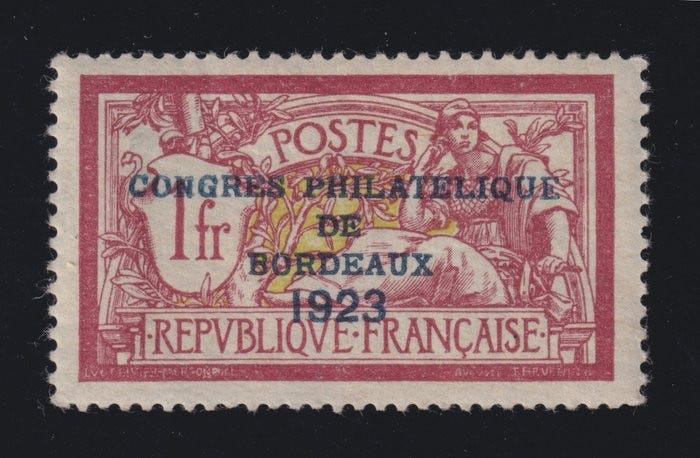 POSTES
CONGRES PHILATELIQUE
1fr
DE
BORDEAUX
1923
·REPVBLIQUE·FRANÇAISE·